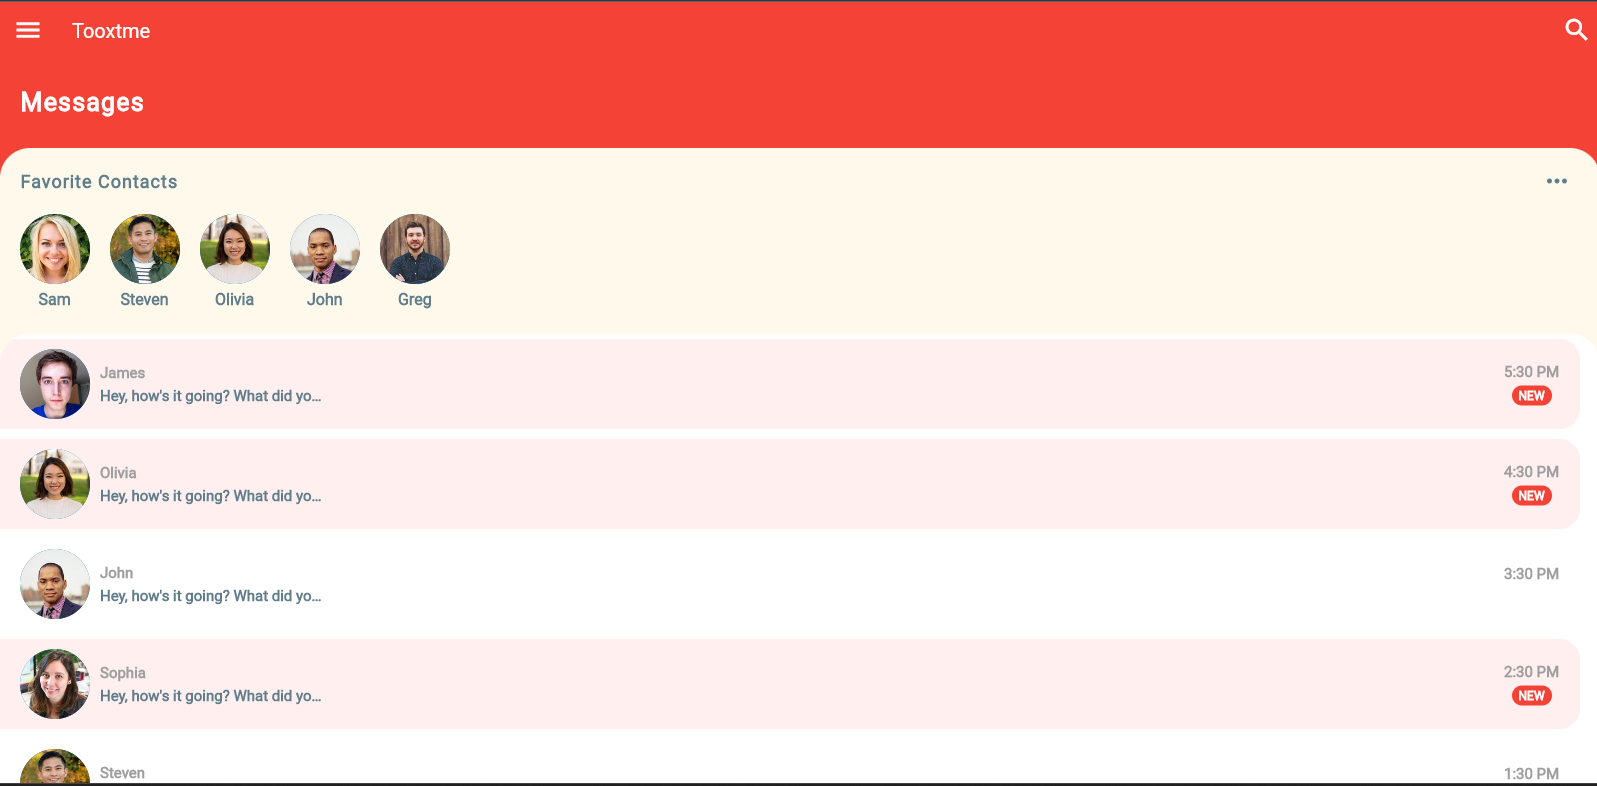 Tooxtme
Messages
Favorite Contacts
Sam Steven Olivia John Greg
James 5:30 PM
Hey, how's it going? What did yo... NEW
Olivia 4:30 PM
Hey, how's it going? What did yo... NEW
John 3:30 PM
Hey, how's it going? What did yo...
Sophia 2:30 PM
Hey, how's it going? What did yo... NEW
Steven 1:30 PM